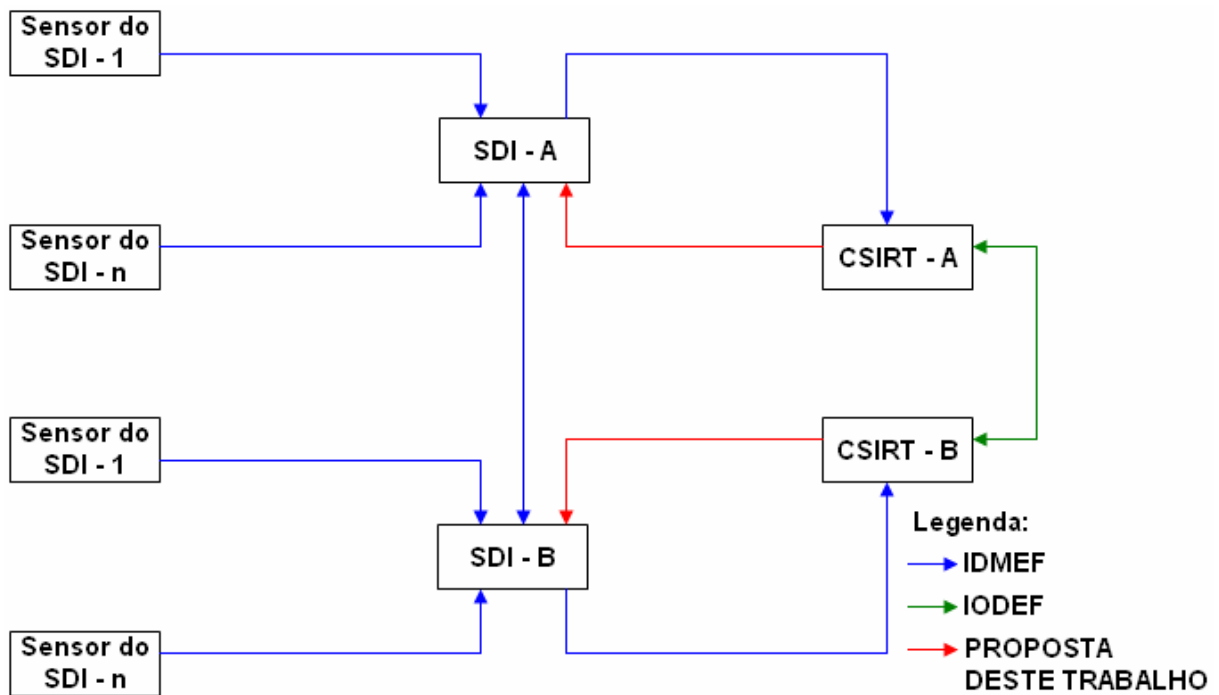 Sensor do
SDI - 1
SDI - A
Sensor do
SDI - n
CSIRT - A
Sensor do
SDI - 1
CSIRT - B
SDI - B
Legenda:
IDMEF
IODEF
Sensor do
SDI - n
PROPOSTA
DESTE TRABALHO